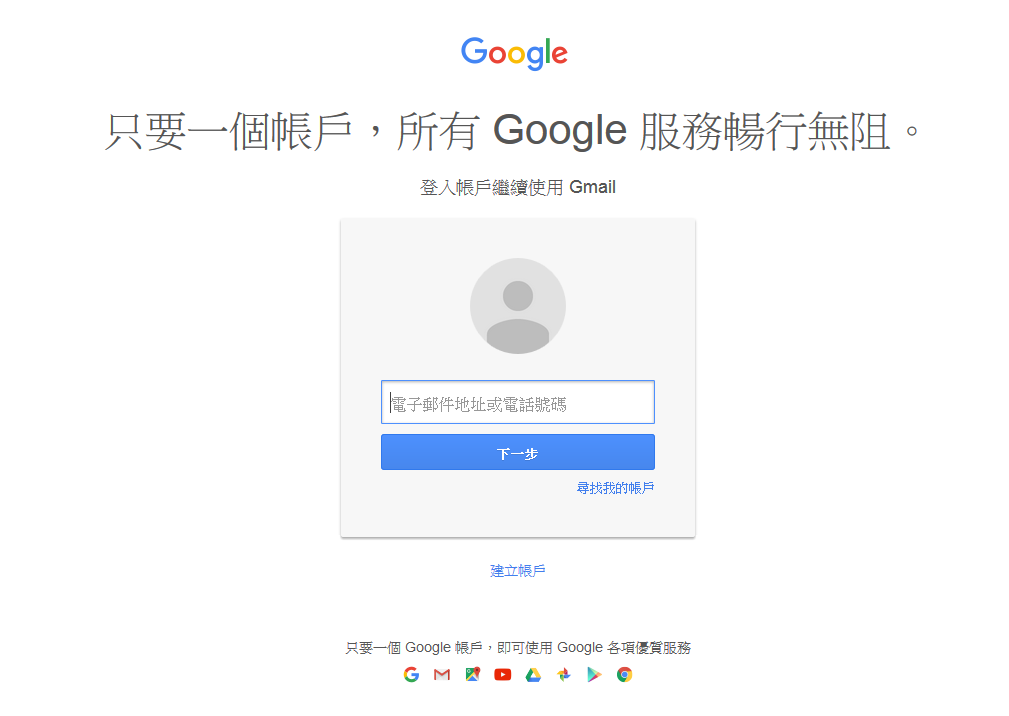 Google
只要一個帳戶，所有 Google 服務暢行無阻。
登入帳戶繼續使用 Gmail
電子郵件地址或電話號碼
下一步
尋找我的帳戶
建立帳戶
只要一個 Google 帳戶，即可使用 Google 各項優質服務